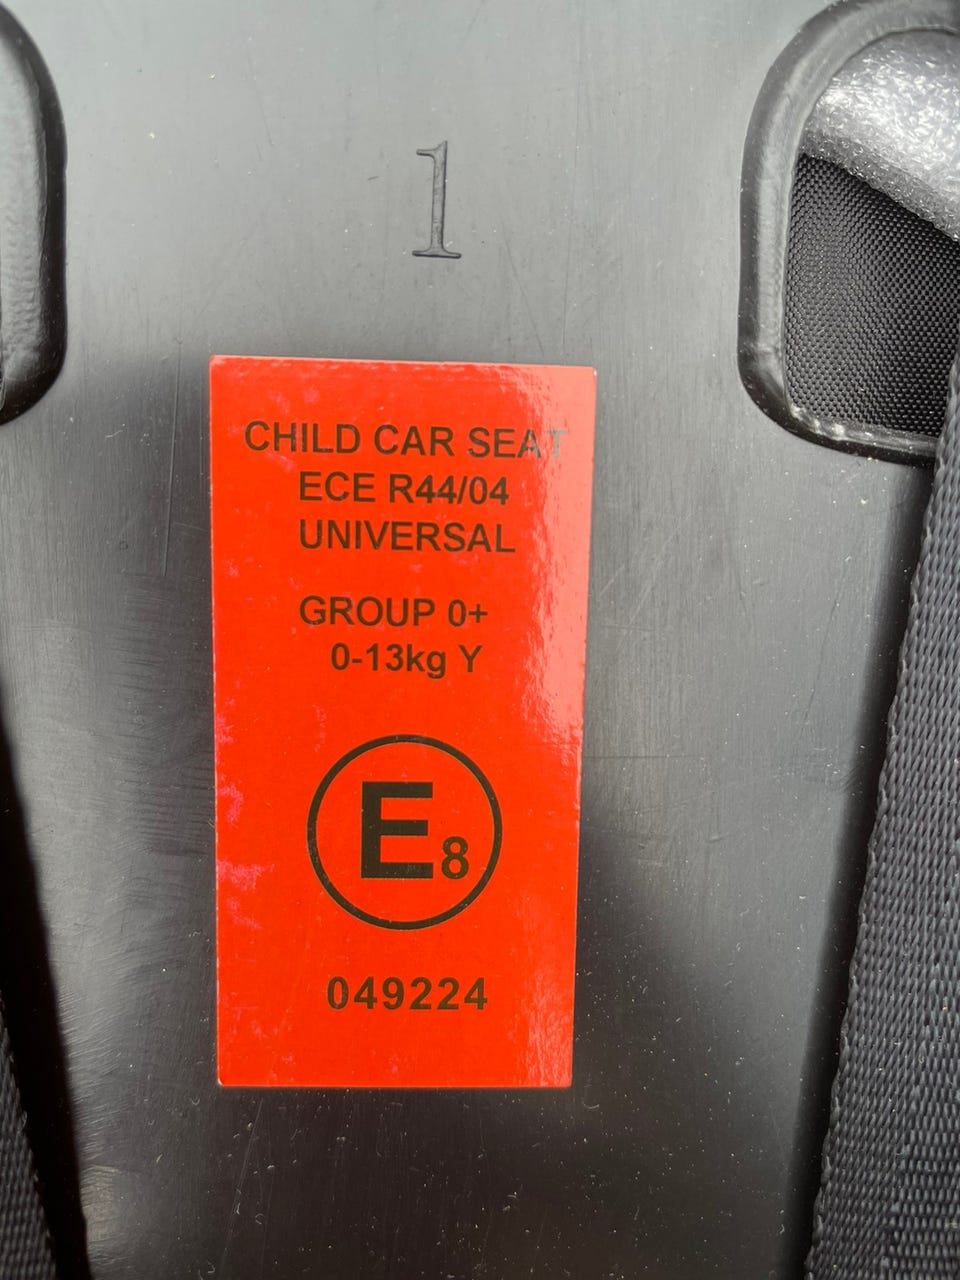 1
CHILD CAR SEAT
ECE R44/04
UNIVERSAL
GROUP 0+
0-13kg Y
E8
049224